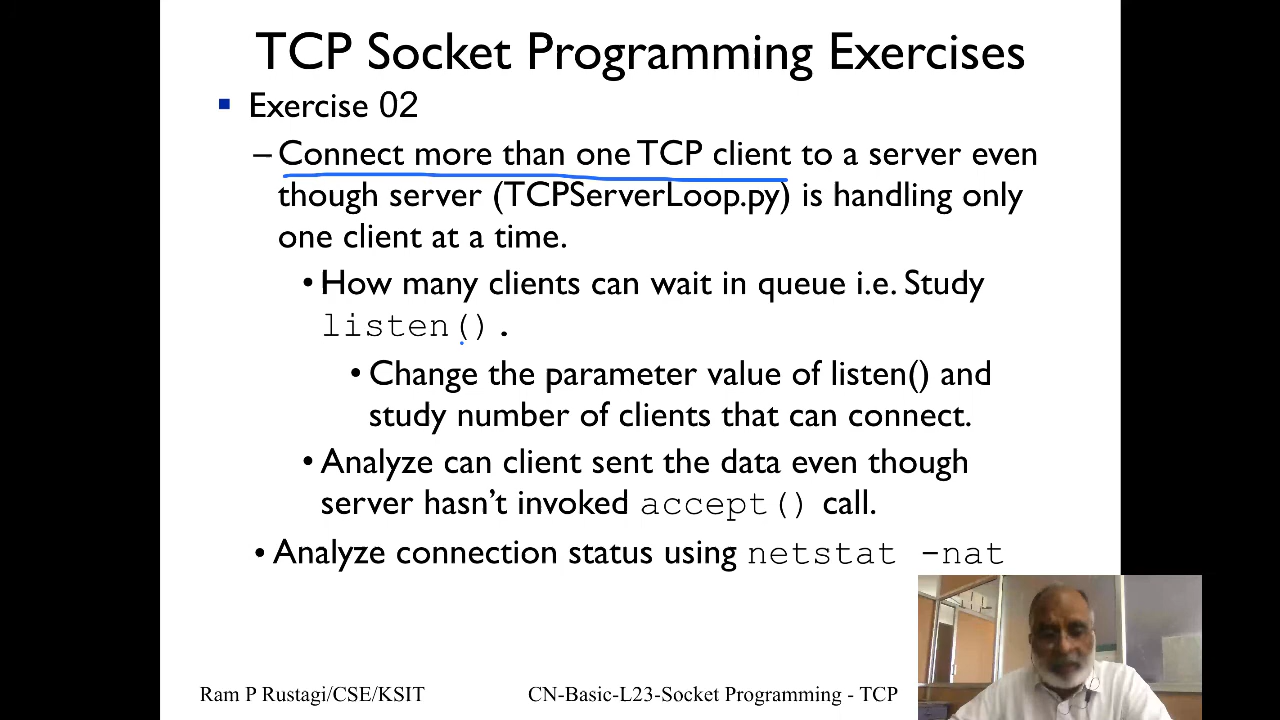 TCP Socket Programming Exercises
▪ Exercise 02
– Connect more than one TCP client to a server even
though server (TCPServerLoop.py) is handling only
one client at a time.
• How many clients can wait in queue i.e. Study
listen().
• Change the parameter value of listen() and
study number of clients that can connect.
• Analyze can client sent the data even though
server hasn't invoked accept() call.
• Analyze connection status using netstat -nat
Ram P Rustagi/CSE/KSIT
CN-Basic-L23-Socket Programming - TCP